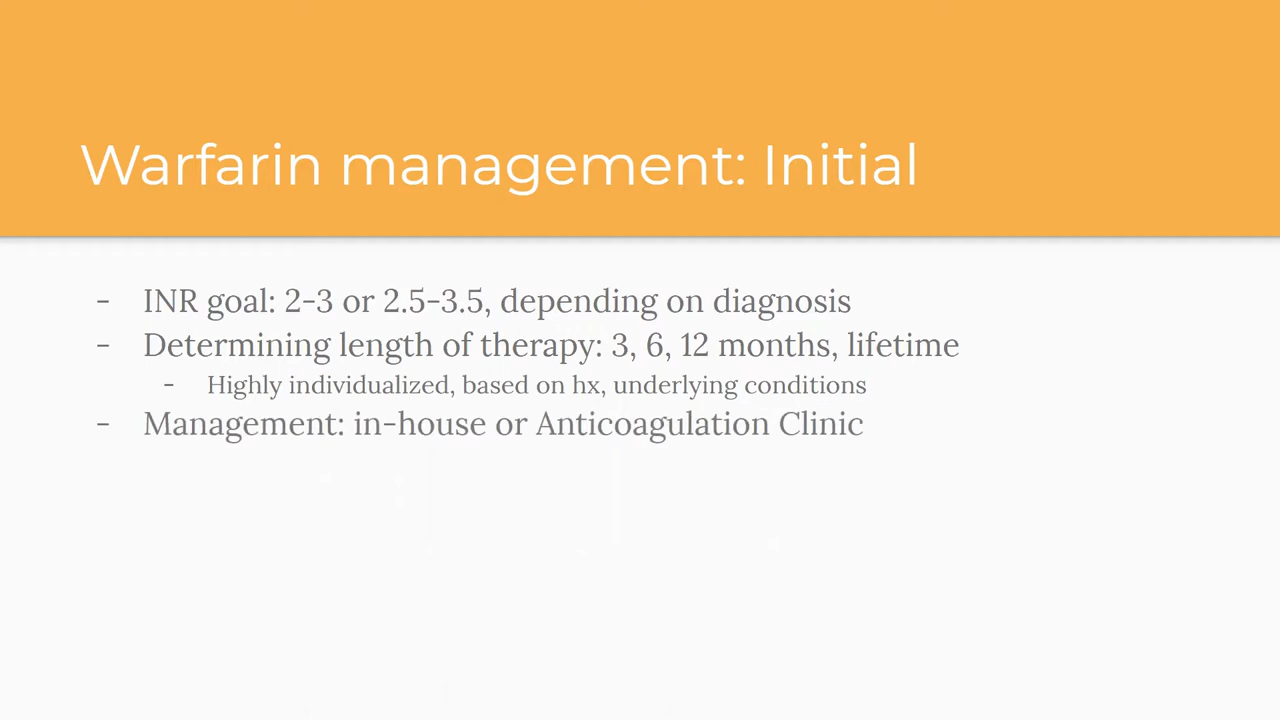 Warfarin management: Initial
- INR goal: 2-3 or 2.5-3.5, depending on diagnosis
- Determining length of therapy: 3, 6, 12 months, lifetime
- Highly individualized, based on hx, underlying conditions
- Management: in-house or Anticoagulation Clinic